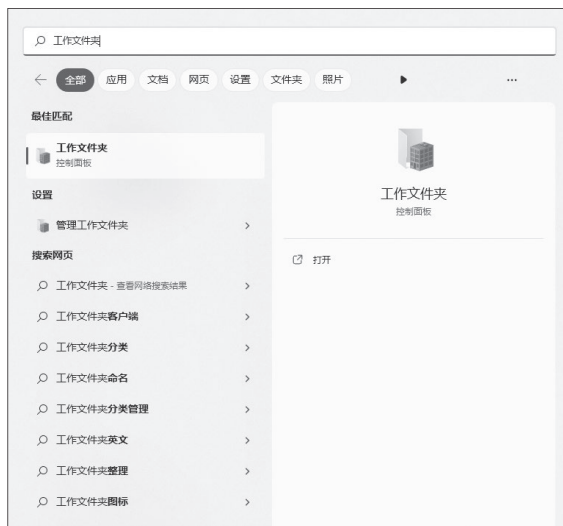 工作文件夹
全部 应用 文档 网页 设置 文件夹 照片 ...
最佳匹配
工作文件夹
控制面板
设置
管理工作文件夹
搜索网页
工作文件夹 - 查看网络搜索结果
工作文件夹客户端
工作文件夹分类
工作文件夹命名
工作文件夹分类管理
工作文件夹英文
工作文件夹整理
工作文件夹图标
工作文件夹
控制面板
打开